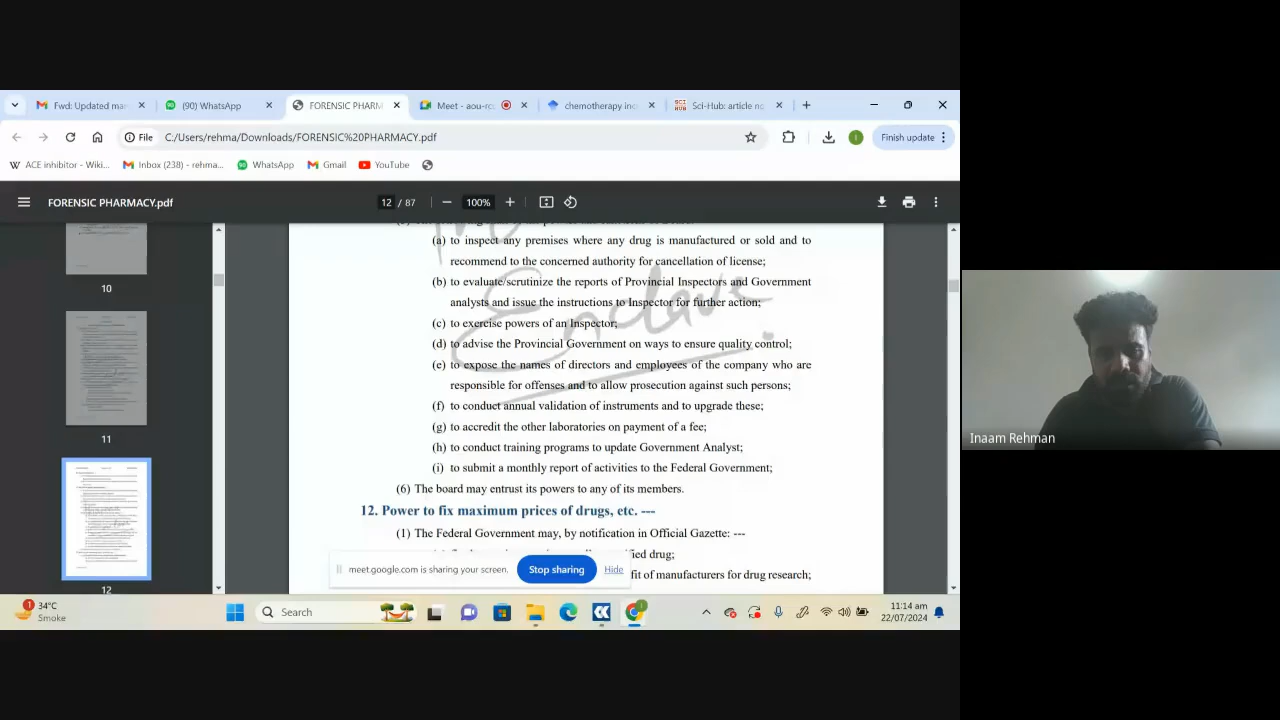 Fwd: Updated ma
(90) WhatsApp
FORENSIC PHARM
Meet - aou-rc
chemotherapy in
Sci-Hub: article n
File C:/Users/rehma/Downloads/FORENSIC%20PHARMACY.pdf
Finish update
ACE inhibitor - Wiki...
Inbox (238) - rehma...
WhatsApp
Gmail
YouTube
FORENSIC PHARMACY.pdf
12 / 87
100%
10
11
12
Enclave
(a) to inspect any premises where any drug is manufactured or sold and to
recommend to the concerned authority for cancellation of license;
(b) to evaluate/scrutinize the reports of Provincial Inspectors and Government
analysis and issue the instructions to Inspector for further action;
(c) to exercise powers of an Inspector;
(d) to advise the Provincial Government on ways to ensure quality control;
(e) to expose the names of directors and employees of the company who are
responsible for offenses and to allow prosecution against such persons;
(f) to conduct annual validation of instruments and to upgrade these;
(g) to accredit the other laboratories on payment of a fee;
(h) to conduct training programs to update Government Analyst;
(i) to submit a monthly report of activities to the Federal Government;
(6) The board may entrust its powers to any of its members.
12. Power to fix maximum prices of drugs, etc. ---
(1) The Federal Government may, by notification in Official Gazette: ---
drug;
of manufacturers for drug research;
meet.google.com is sharing your screen.
Stop sharing
Hide
Inaam Rehman
1
34°C
Smoke
Search
11:14 am
22/07/2024